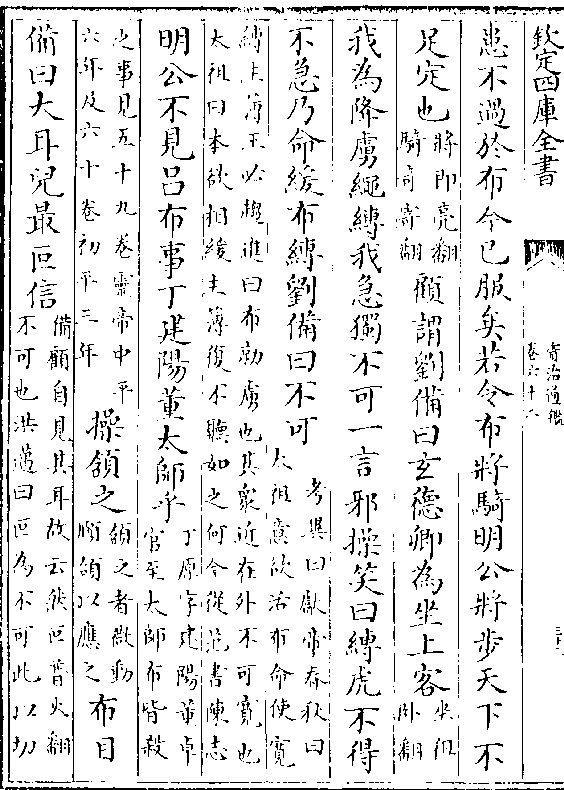 欽定四庫全書
資治通鑑
卷六十二
患不過於布今已服矣若令布將騎明公將步天下不
足定也將即亮翻騎奇寄翻顧謂劉備曰玄德卿為坐上客坐徂臥翻
我為降虜繩縛我急獨不可一言邪操笑曰縛虎不得
不急乃命緩布縛劉備曰不可考異曰獻帝春秋曰太祖意欲活布命使寛
縛主簿王必趨進曰布勍虜也其衆近在外不可寛也太祖曰本欲相緩主簿復不聽如之何今從范書陳志
明公不見呂布事丁建陽董太師乎丁原字建陽董卓官至太師布皆殺
之事見五十九卷靈帝中平六年及六十卷初平三年操頷之頷之者微動頤頷以應之布目
備曰大耳兒最叵信備顧自見其耳故云然叵普火翻不可也洪邁曰叵為不可此以切